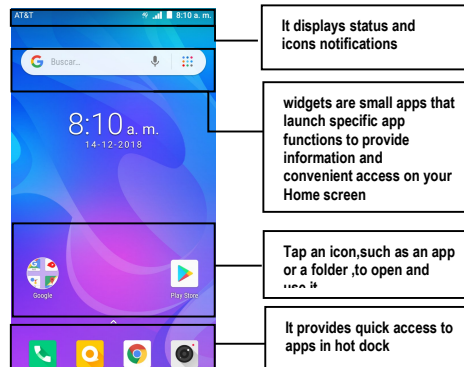 AT&T 8:10 a. m.
Buscar...
8:10 a. m.
14-12-2018
Google
Play Store
It displays status and
icons notifications
widgets are small apps that
launch specific app
functions to provide
information and
convenient access on your
Home screen
Tap an icon,such as an app
or a folder ,to open and
use it
It provides quick access to
apps in hot dock